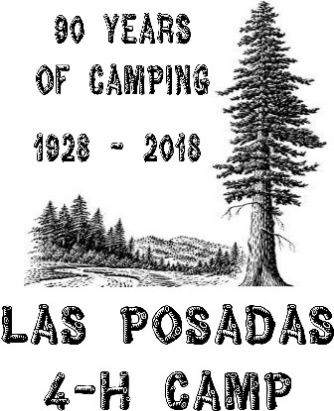 90 YEARS
OF CAMPING
1928 - 2018
LAS POSADAS
4-H CAMP